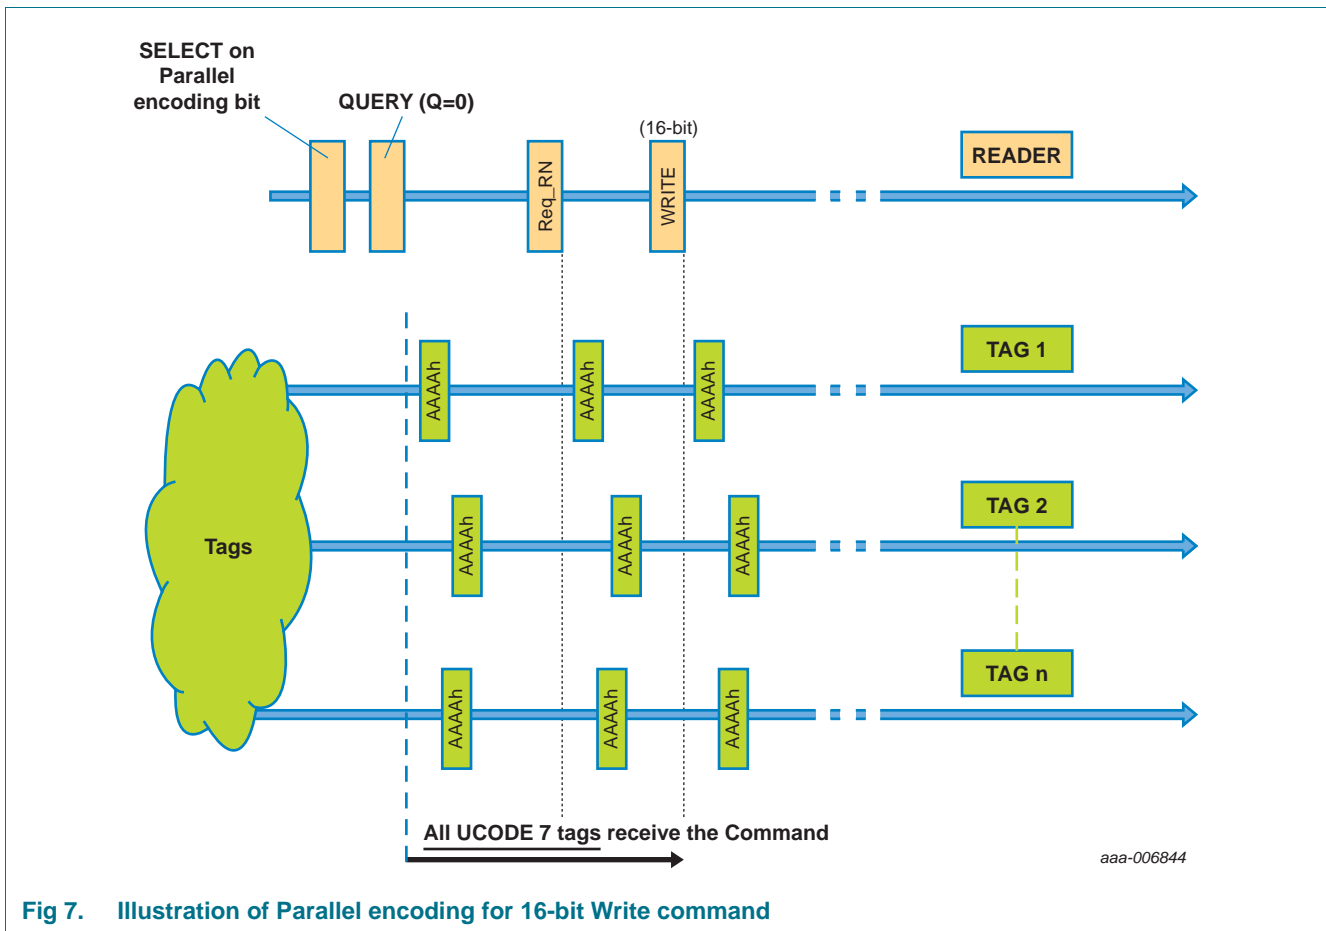 SELECT on
Parallel
encoding bit
QUERY (Q=0)
(16-bit)
Req_RN
WRITE
READER
AAAAh
AAAAh
AAAAh
TAG 1
Tags
AAAAh
AAAAh
AAAAh
TAG 2
AAAAh
AAAAh
AAAAh
TAG n
All UCODE 7 tags receive the Command
aaa-006844
Fig 7. Illustration of Parallel encoding for 16-bit Write command